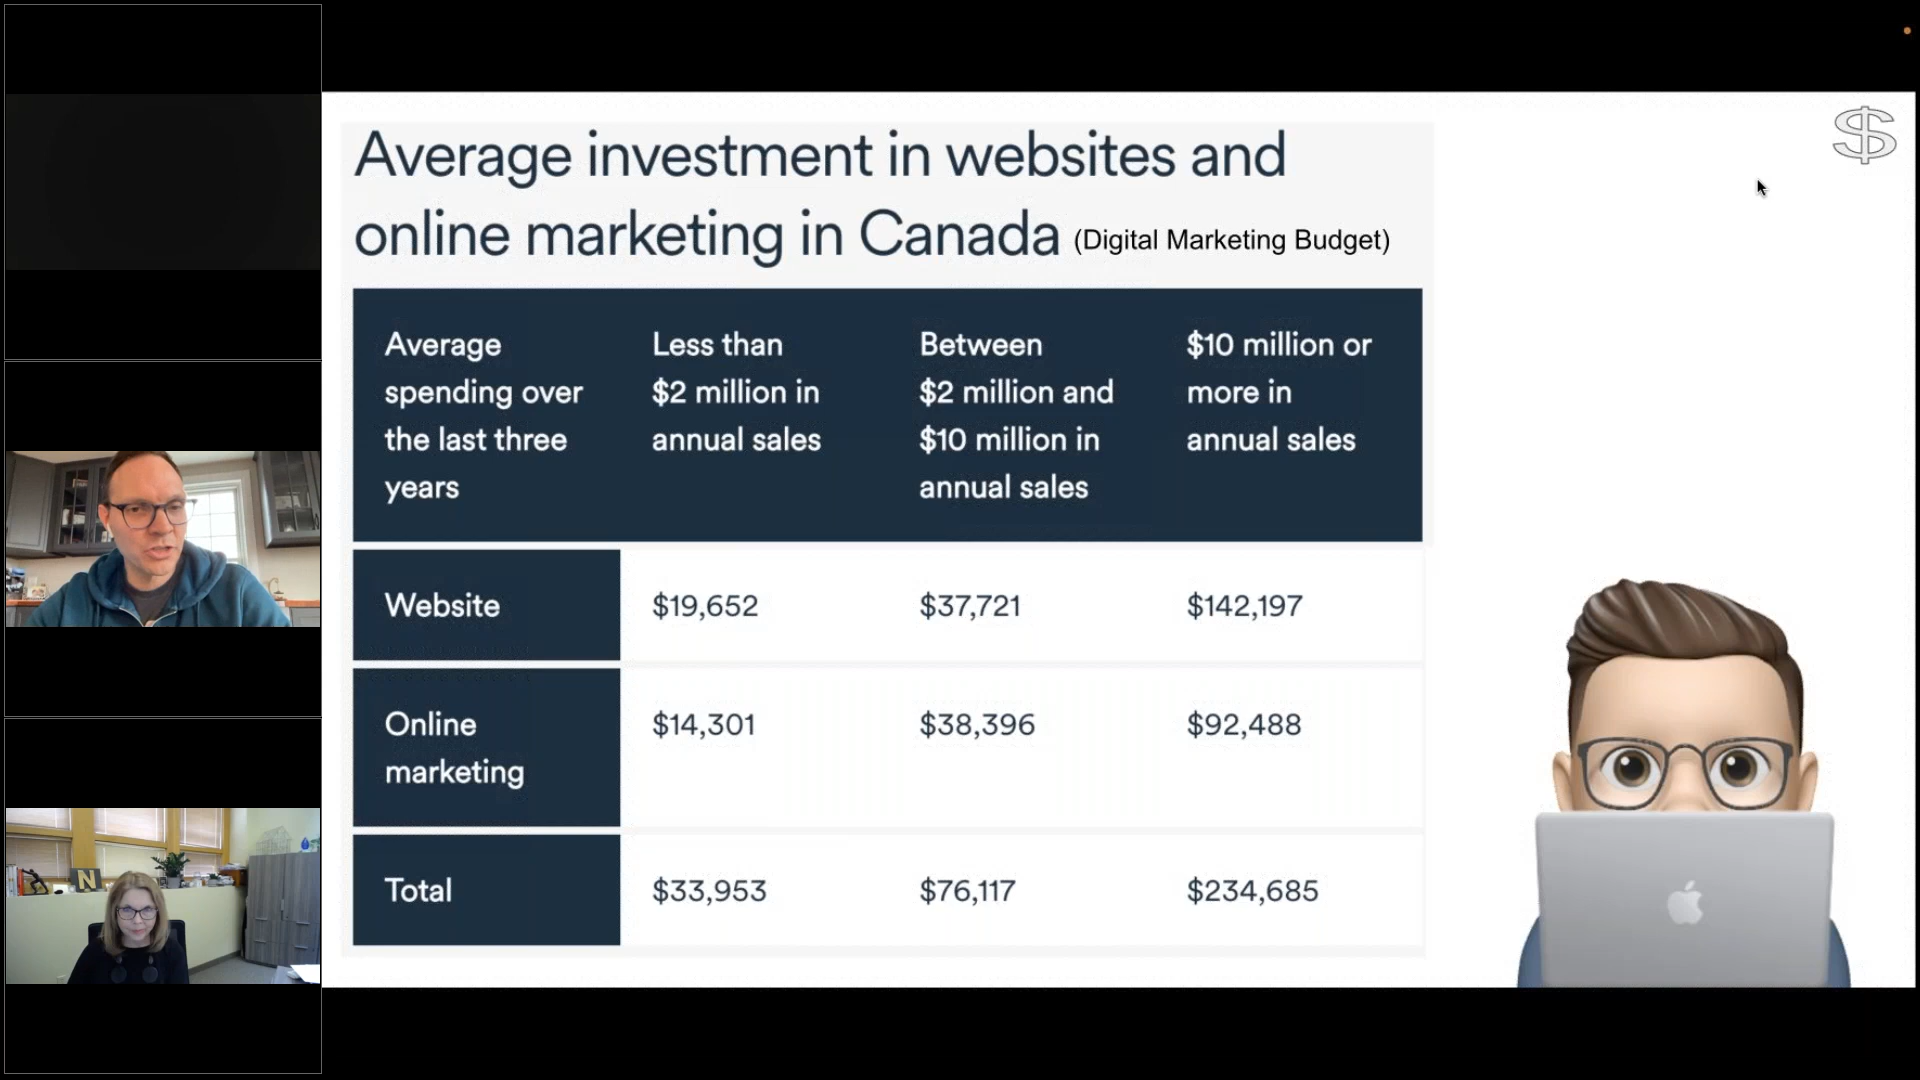 Average investment in websites and
online marketing in Canada (Digital Marketing Budget)
Average
spending over
the last three
years
Less than
$2 million in
annual sales
Between
$2 million and
$10 million in
annual sales
$10 million or
more in
annual sales
Website
$19,652
$37,721
$142,197
Online
marketing
$14,301
$38,396
$92,488
Total
$33,953
$76,117
$234,685
$
N